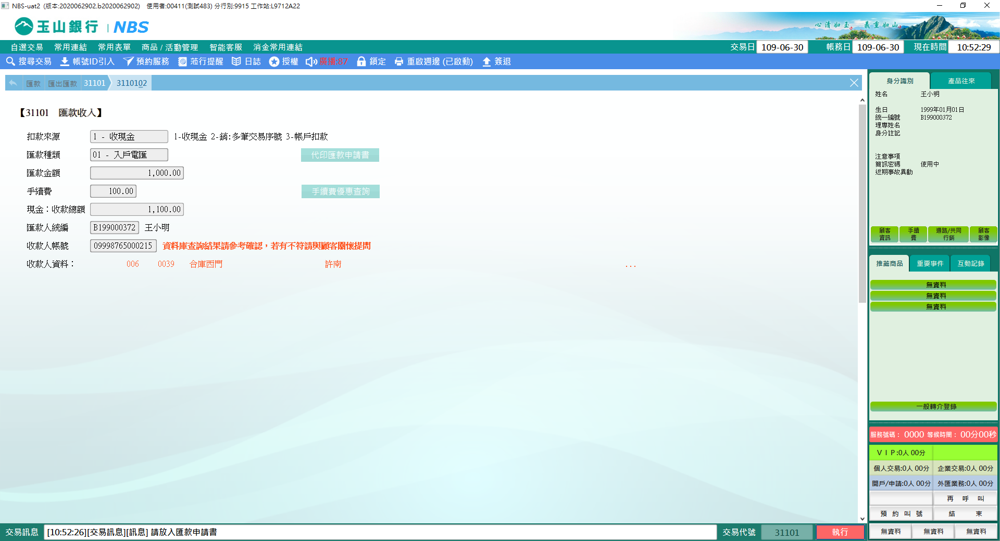 NBS-uat2 (版本:2020062902.b2020062902) 使用者:00411(測試483) 分行別:9915 工作站:L9712A22
玉山銀行 | NBS
心清如玉。義重如山。
自選交易 常用連結 常用表單 商品 / 活動管理 智能客服 消金常用連結 交易日 109-06-30 帳務日 109-06-30 現在時間 10:52:29
搜尋交易 帳號ID引入 預約服務 蒞行提醒 日誌 授權 廣播:87 鎖定 重啟週邊 (已啟動) 簽退
匯款 匯出匯款 31101 3110102
【31101 匯款收入】
扣款來源 1 - 收現金 1-收現金 2-銷:多筆交易序號 3-帳戶扣款
匯款種類 01 - 入戶電匯 代印匯款申請書
匯款金額 1,000.00
手續費 100.00 手續費優惠查詢
現金：收款總額 1,100.00
匯款人統編 B199000372 王小明
收款人帳號 09998765000215 資料庫查詢結果請參考確認，若有不符請與顧客關懷提問
收款人資料： 006 0039 合庫西門 許南 ...
交易訊息 [10:52:26][交易訊息][訊息] 請放入匯款申請書 交易代號 31101 執行
身分識別 產品往來
姓名 王小明
生日 1999年01月01日
統一編號 B199000372
理專姓名
身分註記
注意事項
簡訊密碼 使用中
近期事故異動
顧客資訊 手續費 通路/共同行銷 顧客影像
推薦商品 重要事件 互動記錄
無資料
無資料
無資料
一般轉介登錄
服務號碼： 0000 等候時間： 00分00秒
ＶＩＰ:0人 00分
個人交易:0人 00分 企業交易:0人 00分
開戶/申請:0人 00分 外匯業務:0人 00分
再 呼 叫
預 約 叫 號 結 束
無資料 無資料 無資料